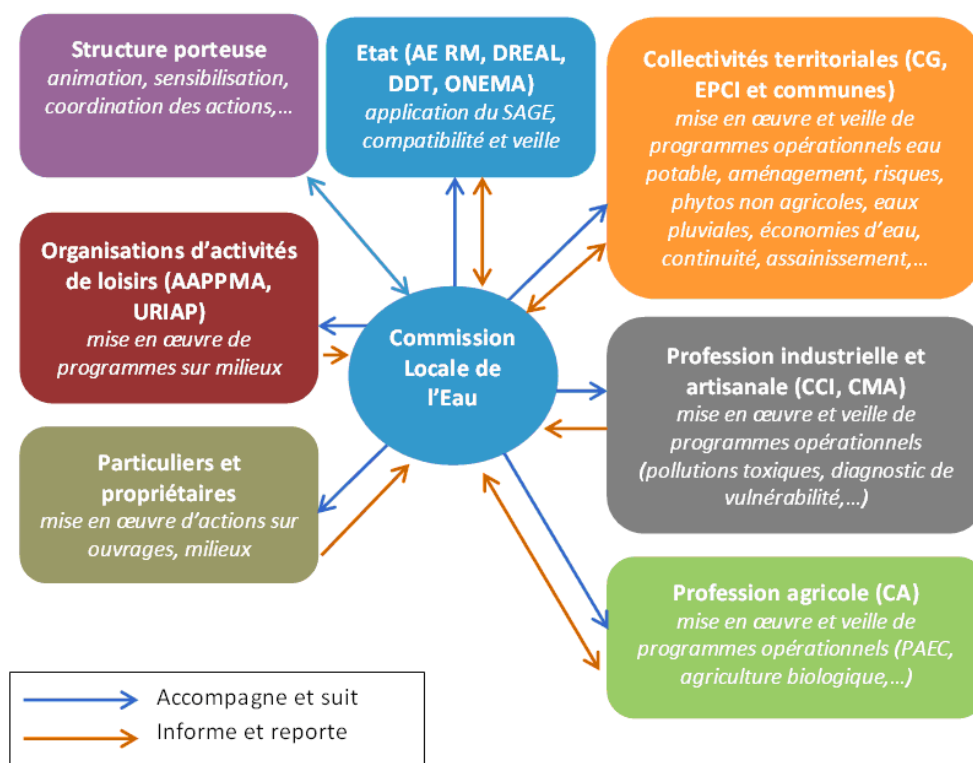 Structure porteuse
animation, sensibilisation,
coordination des actions,…
Etat (AE RM, DREAL,
DDT, ONEMA)
application du SAGE,
compatibilité et veille
Collectivités territoriales (CG,
EPCI et communes)
mise en œuvre et veille de
programmes opérationnels eau
potable, aménagement, risques,
phytos non agricoles, eaux
pluviales, économies d'eau,
continuité, assainissement,…
Organisations d'activités
de loisirs (AAPPMA,
URIAP)
mise en œuvre de
programmes sur milieux
Commission
Locale de
l'Eau
Profession industrielle et
artisanale (CCI, CMA)
mise en œuvre et veille de
programmes opérationnels
(pollutions toxiques, diagnostic de
vulnérabilité,…)
Particuliers et
propriétaires
mise en œuvre d'actions sur
ouvrages, milieux
Profession agricole (CA)
mise en œuvre et veille de
programmes opérationnels (PAEC,
agriculture biologique,…)
Accompagne et suit
Informe et reporte